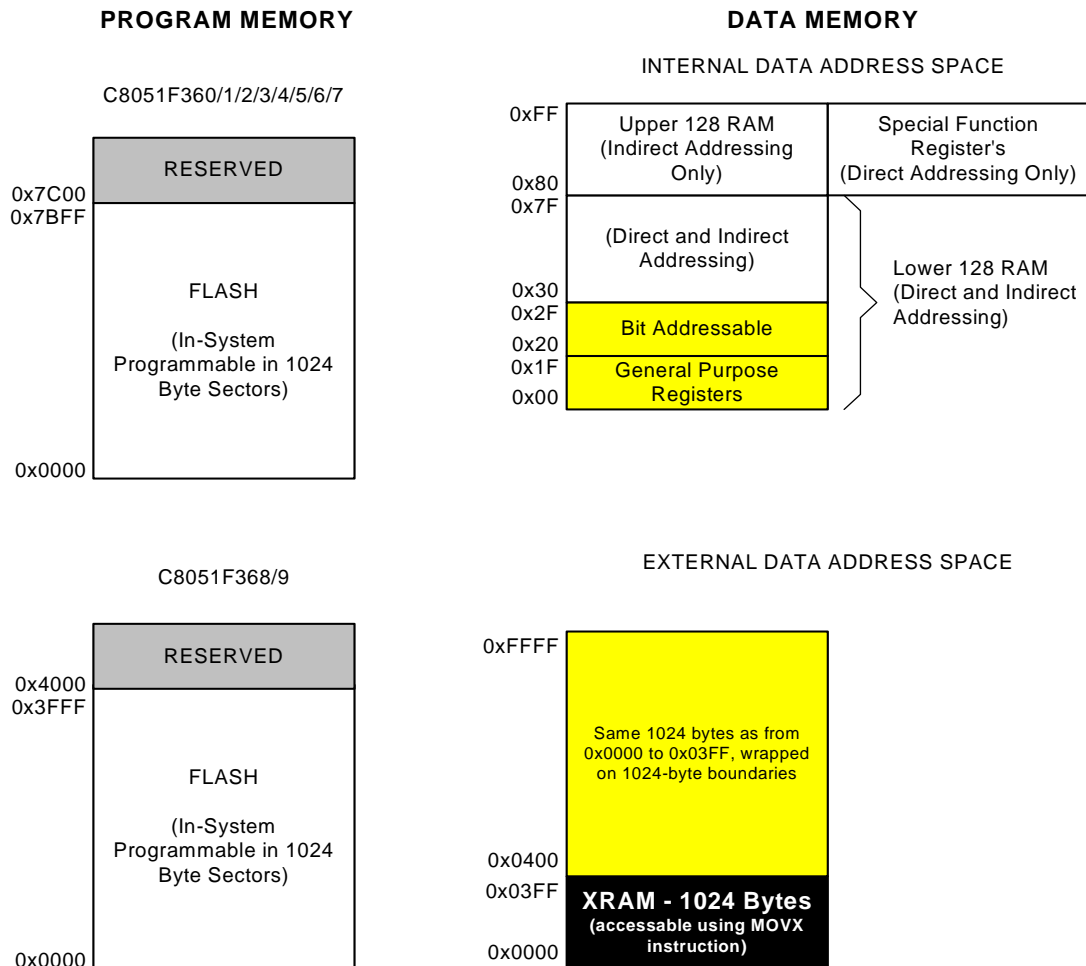 PROGRAM MEMORY
C8051F360/1/2/3/4/5/6/7
RESERVED
0x7C00
0x7BFF
FLASH
(In-System
Programmable in 1024
Byte Sectors)
0x0000
C8051F368/9
RESERVED
0x4000
0x3FFF
FLASH
(In-System
Programmable in 1024
Byte Sectors)
0x0000
DATA MEMORY
INTERNAL DATA ADDRESS SPACE
0xFF
Upper 128 RAM
(Indirect Addressing
Only)
Special Function
Register's
(Direct Addressing Only)
0x80
0x7F
(Direct and Indirect
Addressing)
Lower 128 RAM
(Direct and Indirect
Addressing)
0x30
0x2F
Bit Addressable
0x20
0x1F
General Purpose
Registers
0x00
EXTERNAL DATA ADDRESS SPACE
0xFFFF
Same 1024 bytes as from
0x0000 to 0x03FF, wrapped
on 1024-byte boundaries
0x0400
0x03FF
XRAM - 1024 Bytes
(accessable using MOVX
instruction)
0x0000